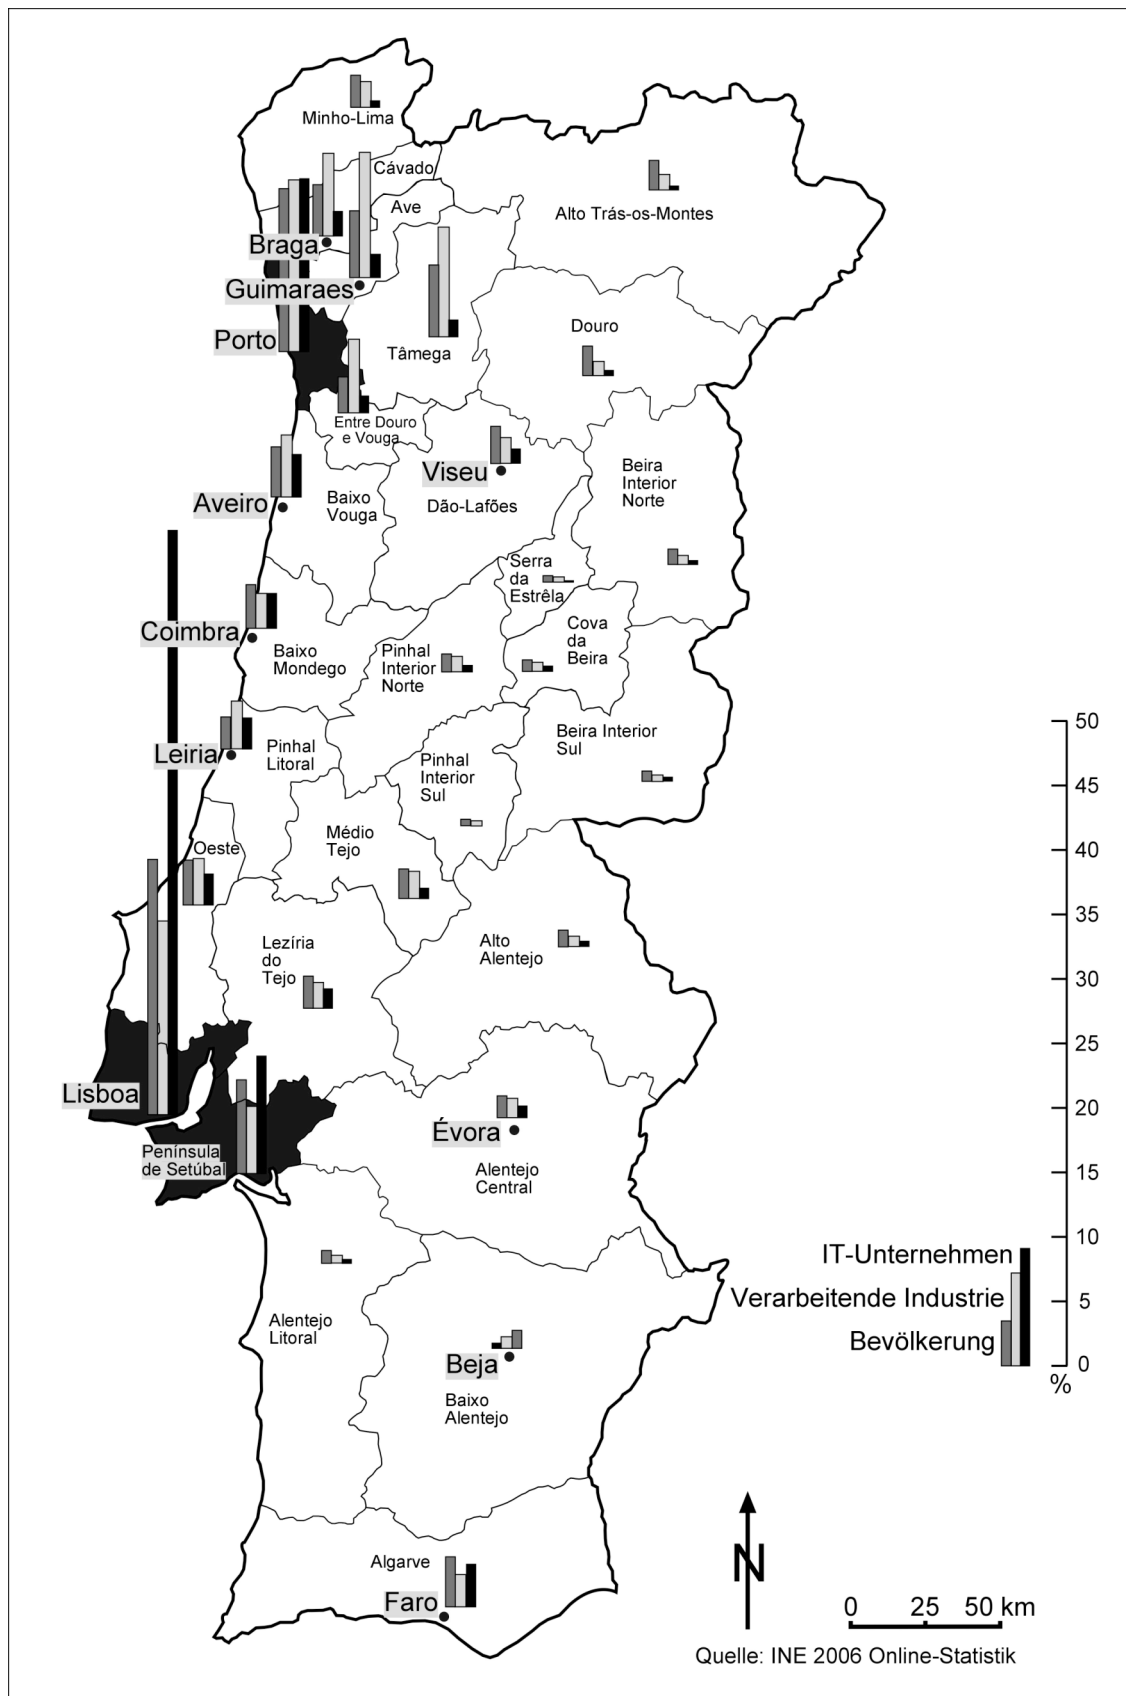 Minho-Lima
Cávado
Ave
Alto Trás-os-Montes
Braga
Guimaraes
Porto
Tâmega
Douro
Entre Douro
e Vouga
Viseu
Dão-Lafões
Beira
Interior
Norte
Aveiro
Baixo
Vouga
Serra
da
Estrêla
Coimbra
Baixo
Mondego
Pinhal
Interior
Norte
Cova
da
Beira
Leiria
Pinhal
Litoral
Pinhal
Interior
Sul
Beira Interior
Sul
Oeste
Médio
Tejo
Lezíria
do
Tejo
Alto
Alentejo
Lisboa
Península
de Setúbal
Évora
Alentejo
Central
Alentejo
Litoral
Beja
Baixo
Alentejo
Algarve
Faro
50
45
40
35
30
25
20
15
10
5
0
%
IT-Unternehmen
Verarbeitende Industrie
Bevölkerung
N
0 25 50 km
Quelle: INE 2006 Online-Statistik